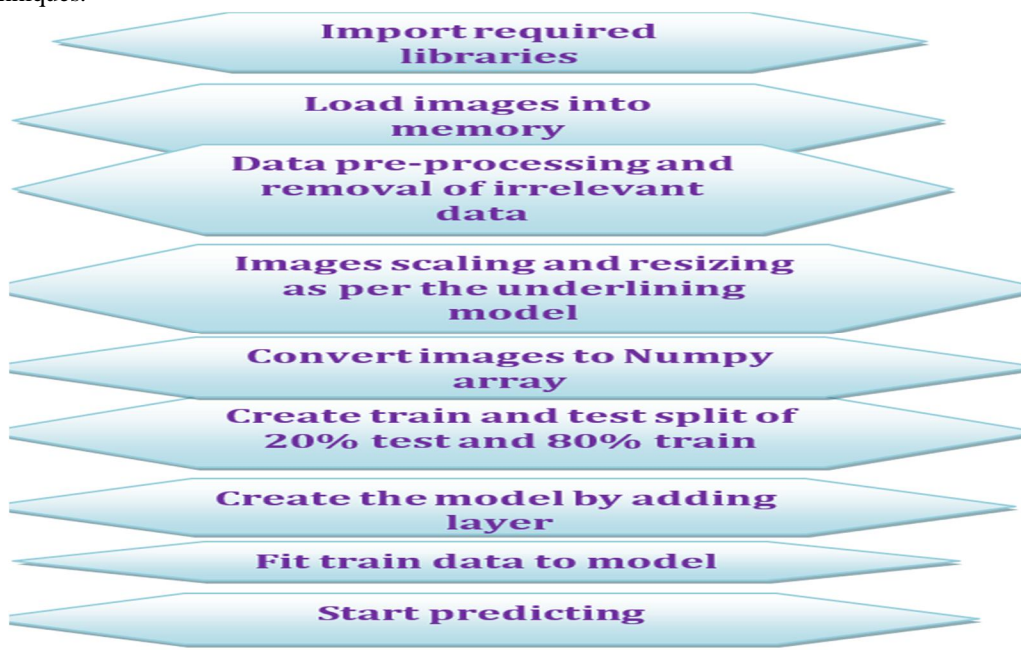 Import required
libraries
Load images into
memory
Data pre-processing and
removal of irrelevant
data
Images scaling and resizing
as per the underlining
model
Convert images to Numpy
array
Create train and test split of
20% test and 80% train
Create the model by adding
layer
Fit train data to model
Start predicting